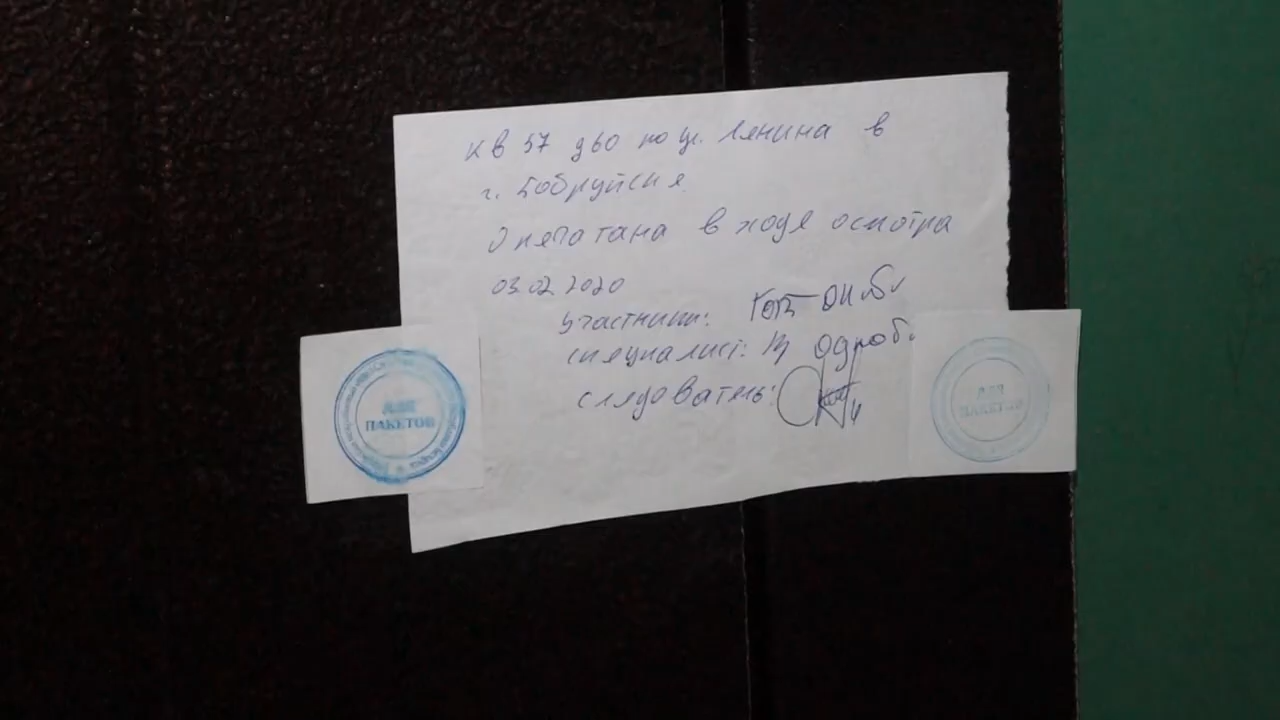 кв 57 д 60 по ул. Ленина в
г. Бобруйске
Опечатана в ходе осмотра
03.02.2020
Участники:
специалист:
следователь:
ДЛЯ
ПАКЕТОВ
ДЛЯ
ПАКЕТОВ